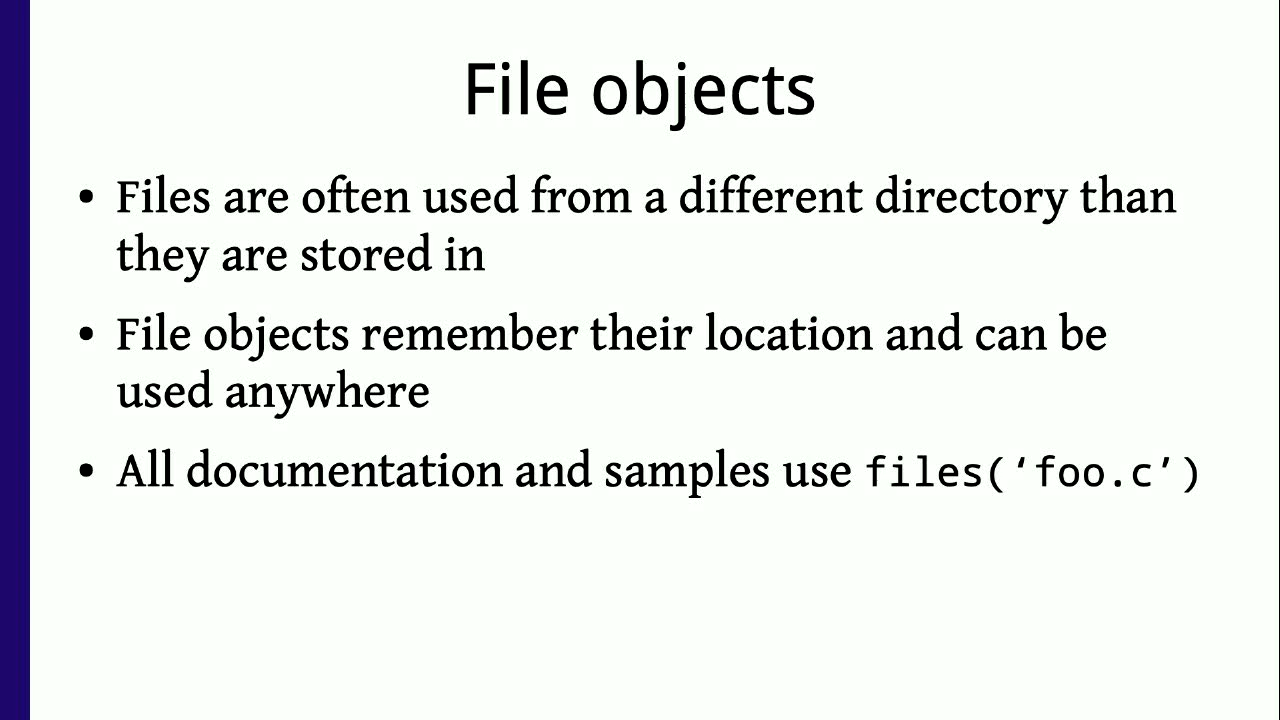 File objects
• Files are often used from a different directory than
they are stored in
• File objects remember their location and can be
used anywhere
• All documentation and samples use files(‘foo.c’)